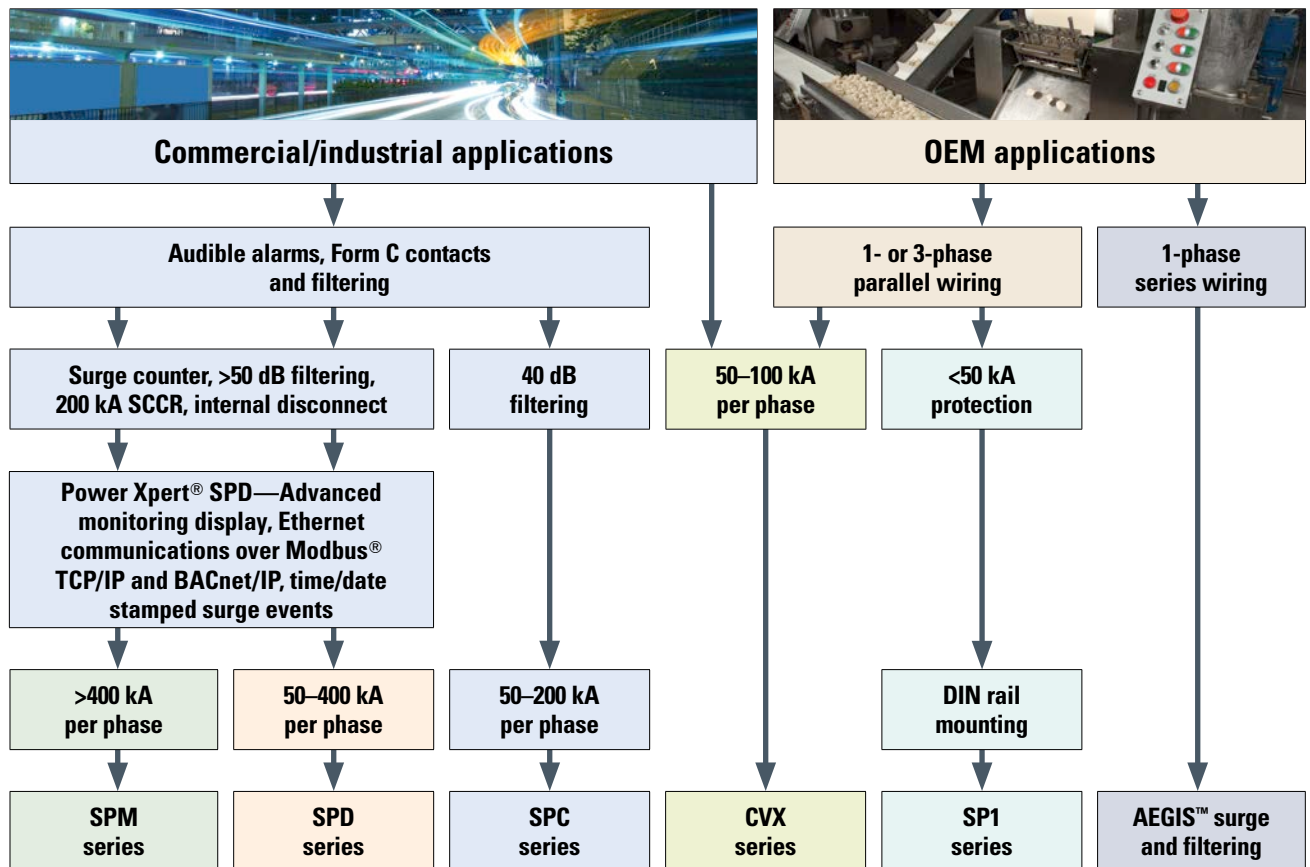 Commercial/industrial applications
OEM applications
Audible alarms, Form C contacts
and filtering
1- or 3-phase
parallel wiring
1-phase
series wiring
Surge counter, >50 dB filtering,
200 kA SCCR, internal disconnect
40 dB
filtering
50–100 kA
per phase
<50 kA
protection
Power Xpert® SPD—Advanced
monitoring display, Ethernet
communications over Modbus®
TCP/IP and BACnet/IP, time/date
stamped surge events
>400 kA
per phase
50–400 kA
per phase
50–200 kA
per phase
DIN rail
mounting
SPM
series
SPD
series
SPC
series
CVX
series
SP1
series
AEGIS™ surge
and filtering